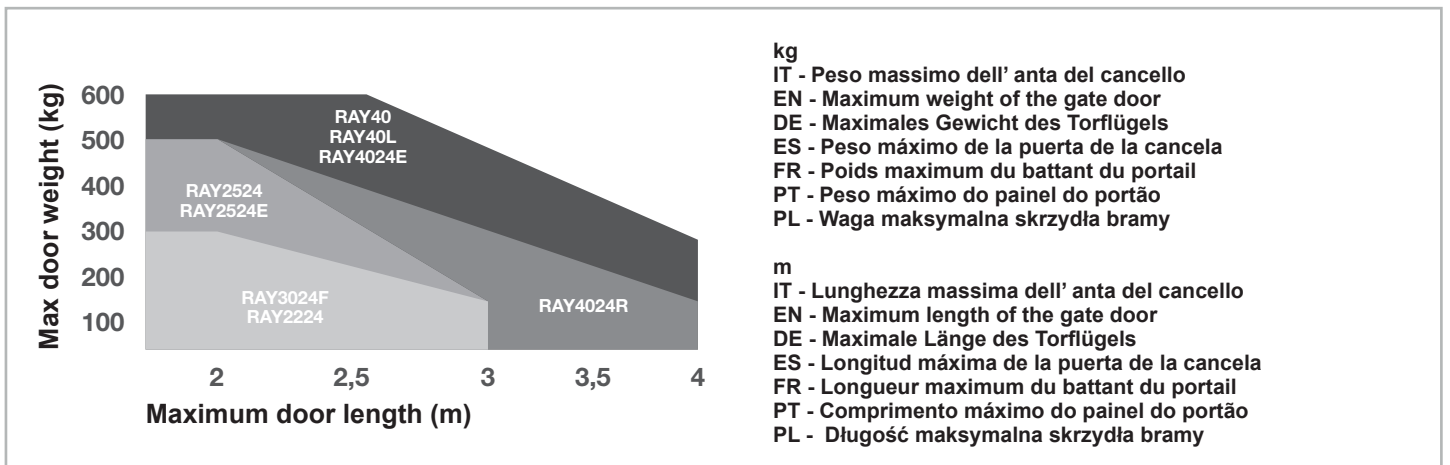 Max door weight (kg)
600
500
400
300
200
100
RAY40
RAY40L
RAY4024E
RAY2524
RAY2524E
RAY3024F
RAY2224
RAY4024R
2
2,5
3
3,5
4
Maximum door length (m)
kg
IT - Peso massimo dell’ anta del cancello
EN - Maximum weight of the gate door
DE - Maximales Gewicht des Torflügels
ES - Peso máximo de la puerta de la cancela
FR - Poids maximum du battant du portail
PT - Peso máximo do painel do portão
PL - Waga maksymalna skrzydła bramy
m
IT - Lunghezza massima dell’ anta del cancello
EN - Maximum length of the gate door
DE - Maximale Länge des Torflügels
ES - Longitud máxima de la puerta de la cancela
FR - Longueur maximum du battant du portail
PT - Comprimento máximo do painel do portão
PL - Długość maksymalna skrzydła bramy